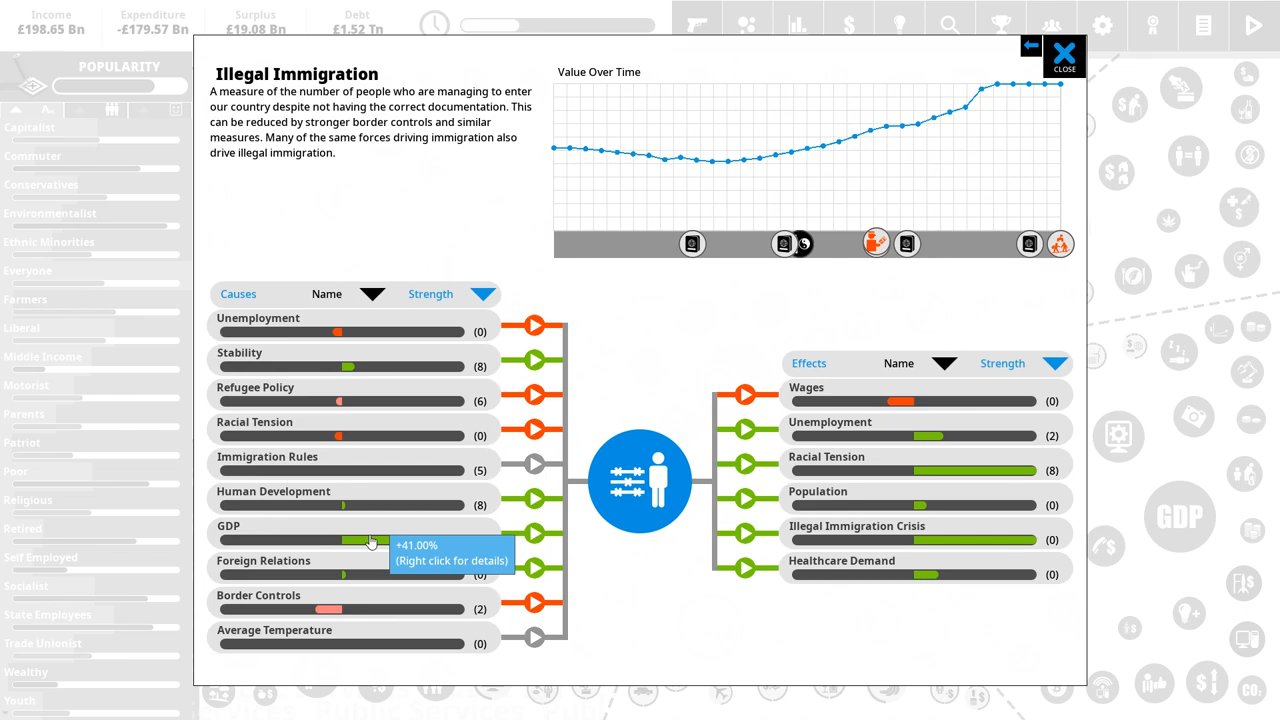 Income
Expenditure
Surplus
Debt
£198.65 Bn
-£179.57 Bn
£19.08 Bn
£1.52 Tn
POPULARITY
Capitalist
Commuter
Conservatives
Environmentalist
Ethnic Minorities
Everyone
Farmers
Liberal
Middle Income
Motorist
Parents
Patriot
Poor
Religious
Retired
Self Employed
Socialist
State Employees
Trade Unionist
Wealthy
Youth
CLOSE
Illegal Immigration
A measure of the number of people who are managing to enter
our country despite not having the correct documentation. This
can be reduced by stronger border controls and similar
measures. Many of the same forces driving immigration also
drive illegal immigration.
Value Over Time
Causes Name Strength
Unemployment
(0)
Stability
(8)
Refugee Policy
(6)
Racial Tension
(0)
Immigration Rules
(5)
Human Development
(8)
GDP
+41.00%
(Right click for details)
Foreign Relations
Border Controls
(2)
Average Temperature
(0)
Effects Name Strength
Wages
(0)
Unemployment
(2)
Racial Tension
(8)
Population
(0)
Illegal Immigration Crisis
(0)
Healthcare Demand
(0)
GDP
CO₂
Public Services